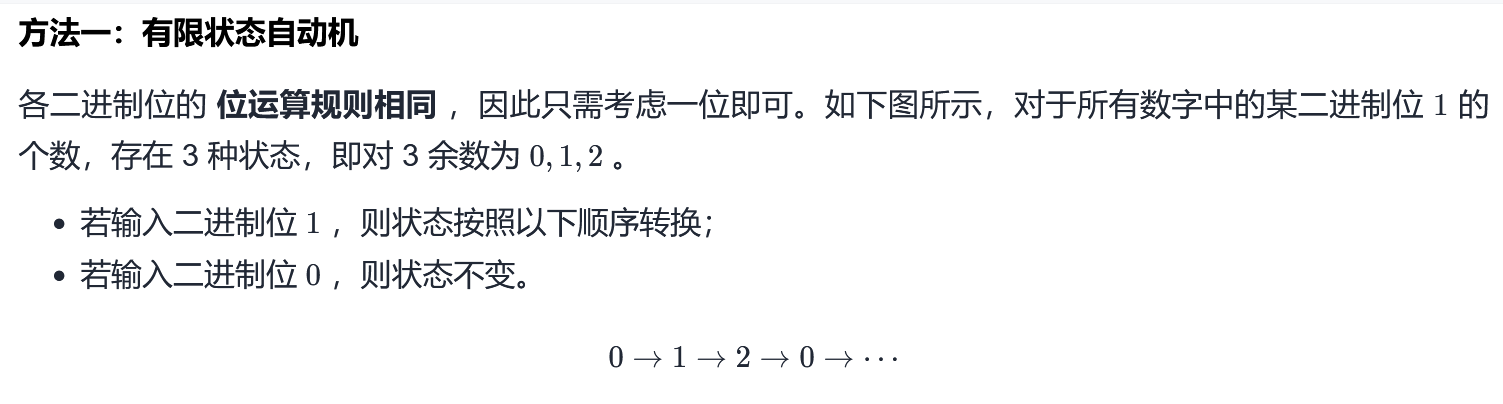 方法一：有限状态自动机
各二进制位的 位运算规则相同 ，因此只需考虑一位即可。如下图所示，对于所有数字中的某二进制位 1 的
个数，存在 3 种状态，即对 3 余数为 0, 1, 2 。
• 若输入二进制位 1 ，则状态按照以下顺序转换；
• 若输入二进制位 0 ，则状态不变。
0 → 1 → 2 → 0 → ⋯